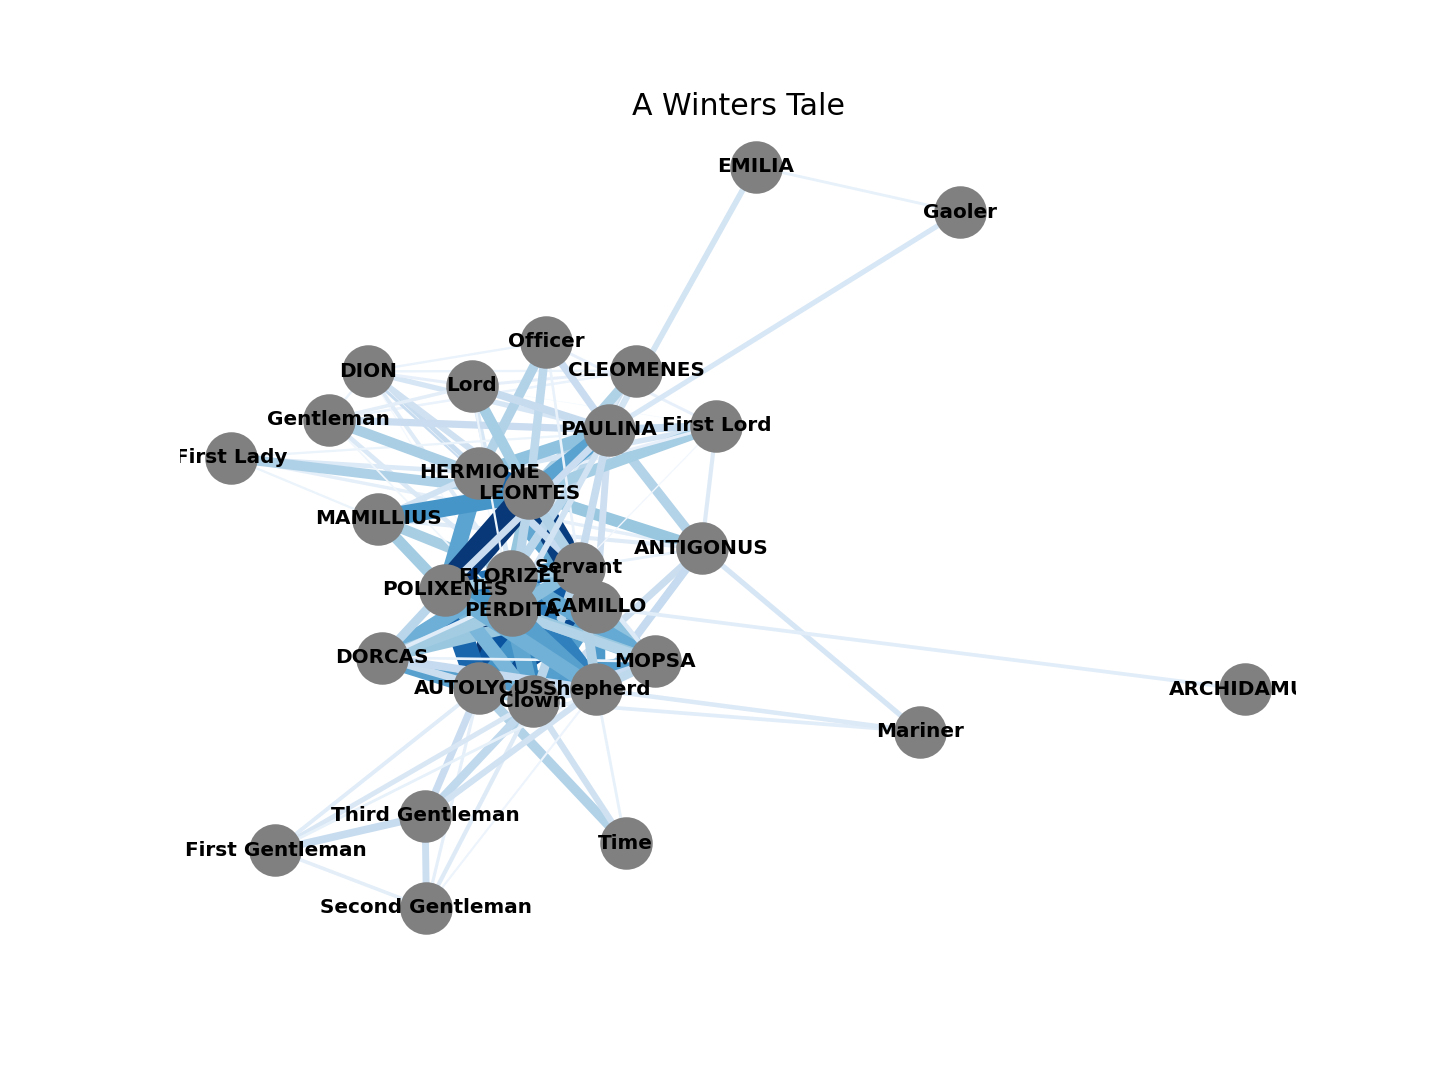 A Winters Tale
EMILIA
Gaoler
Officer
DION
CLEOMENES
Lord
Gentleman
First Lord
PAULINA
First Lady
HERMIONE
LEONTES
MAMILLIUS
ANTIGONUS
Servant
FLORIZEL
POLIXENES
CAMILLO
PERDITA
DORCAS
MOPSA
AUTOLYCUS
Shepherd
ARCHIDAMU
Clown
Mariner
Third Gentleman
Time
First Gentleman
Second Gentleman